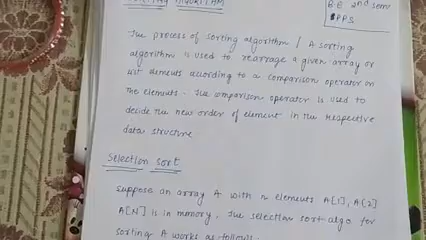 SORTING ALGORITHM
B.E 2nd sem
PPS
The process of sorting algorithm / A sorting
algorithm is used to rearrange a given array or
list elements according to a comparison operator on
the elements. The comparison operator is used to
decide the new order of element in the respective
data structure
Selection Sort
Suppose an array A with n elements A[1], A[2]
A[N] is in memory. The selection sort algo for
sorting A works as follows.